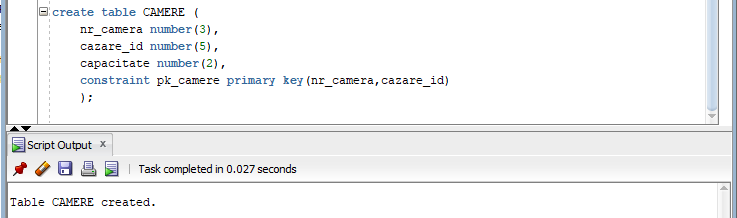 create table CAMERE (
nr_camera number(3),
cazare_id number(5),
capacitate number(2),
constraint pk_camere primary key(nr_camera,cazare_id)
);
Script Output x
Task completed in 0.027 seconds
Table CAMERE created.